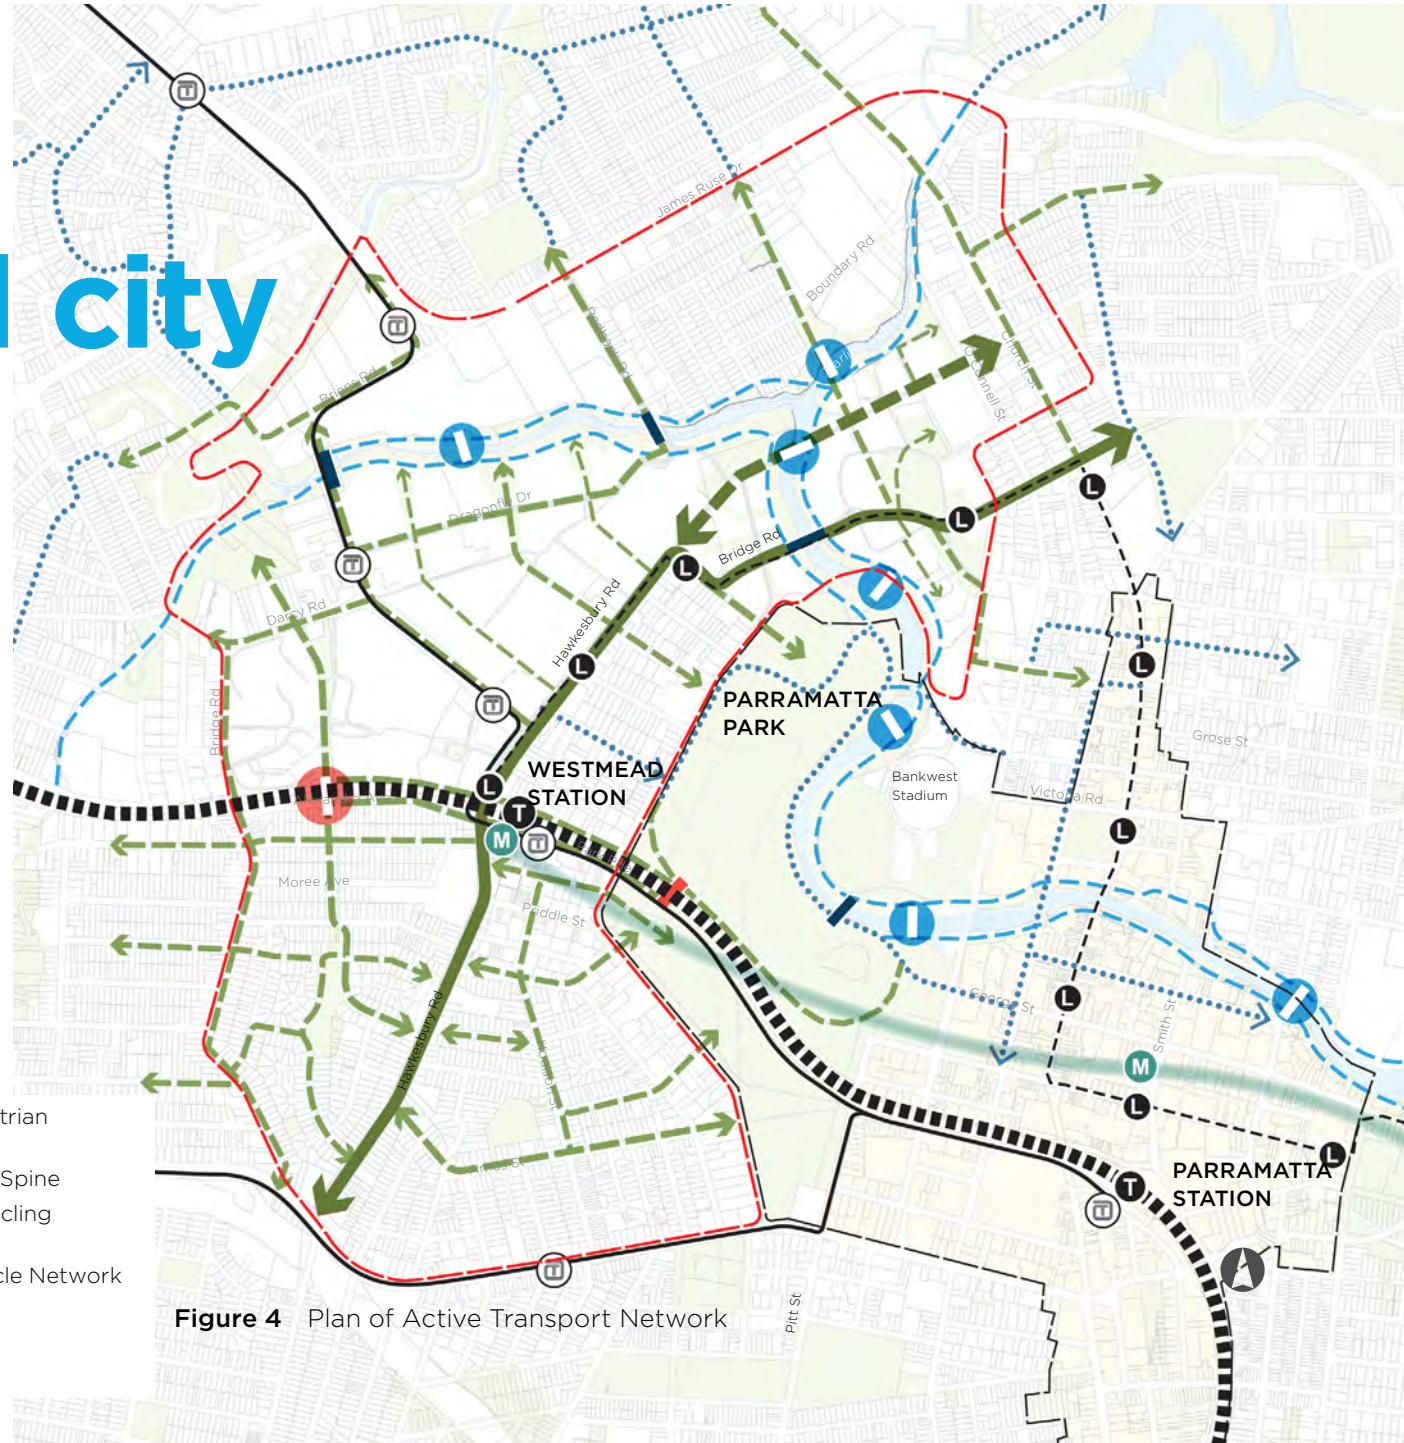 city
James Ruse Dr
Boundary Rd
Redbank Rd
Briens Rd
Church St
O'Connell St
Dragonfly Dr
Bridge Rd
L
L
L
Darcy Rd
Hawkesbury Rd
L
L
Bridge Rd
PARRAMATTA
PARK
Grose St
WESTMEAD
STATION
L
T
M
Bankwest
Stadium
Victoria Rd
L
Moree Ave
Priddle St
George St
Smith St
L
Hawkesbury Rd
M
L
L
PARRAMATTA
STATION
T
trian
Spine
cling
cle Network
Pitt St
Figure 4 Plan of Active Transport Network